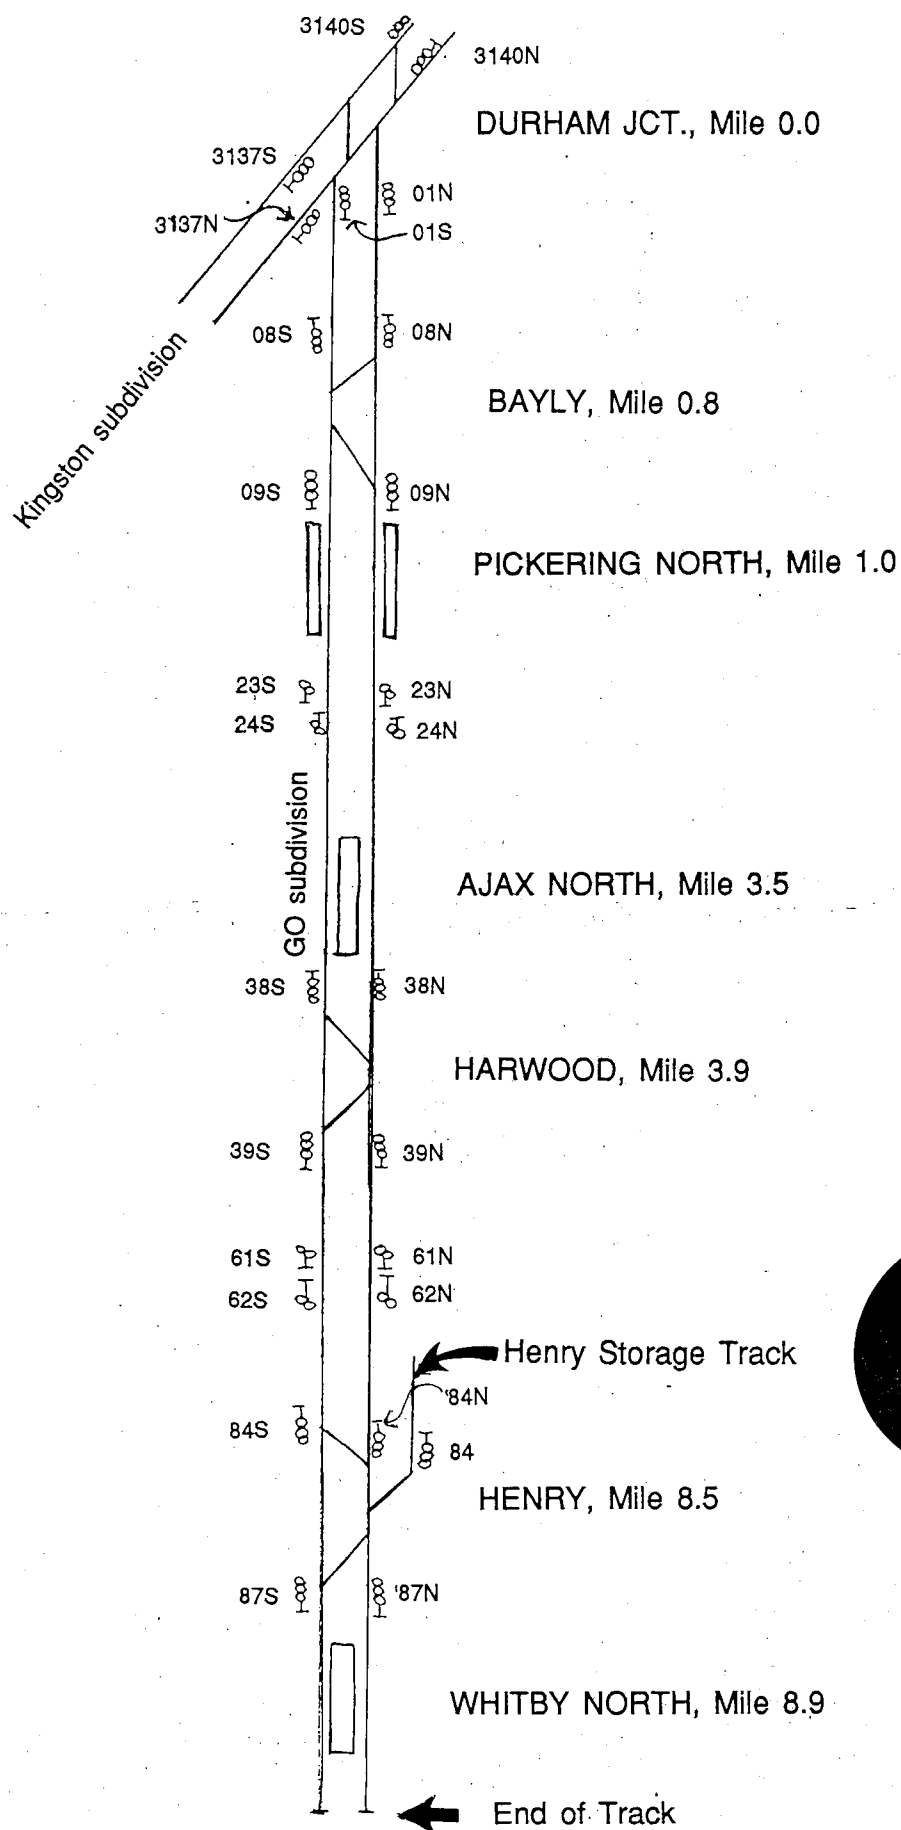 3140S
3140N
DURHAM JCT., Mile 0.0
3137S
01N
3137N
01S
08S
08N
Kingston subdivision
BAYLY, Mile 0.8
09S
09N
PICKERING NORTH, Mile 1.0
23S
23N
24S
24N
GO subdivision
AJAX NORTH, Mile 3.5
38S
38N
HARWOOD, Mile 3.9
39S
39N
61S
61N
62S
62N
Henry Storage Track
84N
84S
84
HENRY, Mile 8.5
87S
87N
WHITBY NORTH, Mile 8.9
End of Track